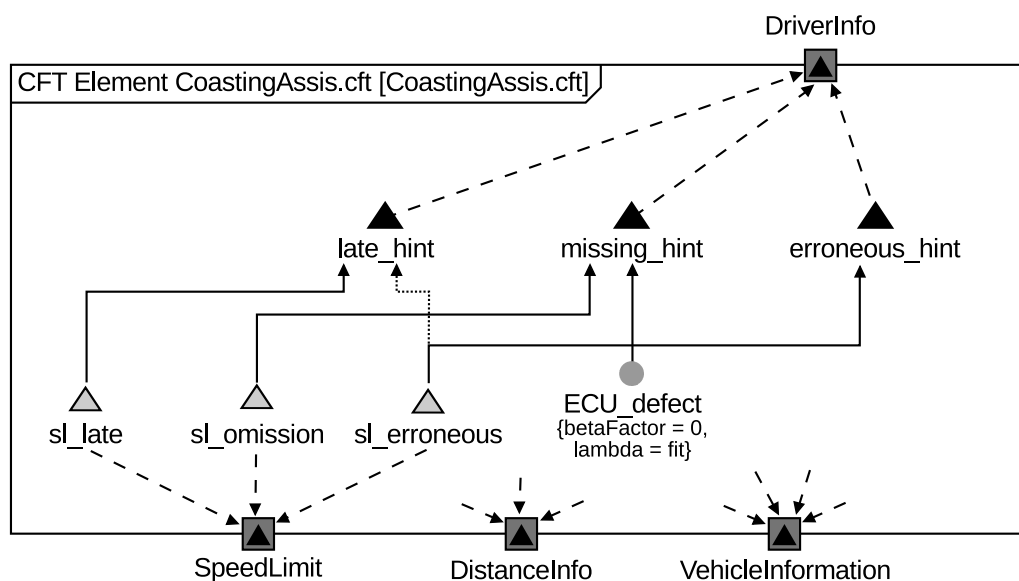 DriverInfo
CFT Element CoastingAssis.cft [CoastingAssis.cft]
late_hint
missing_hint
erroneous_hint
sl_late
sl_omission
sl_erroneous
ECU_defect
{betaFactor = 0,
lambda = fit}
SpeedLimit
DistanceInfo
VehicleInformation